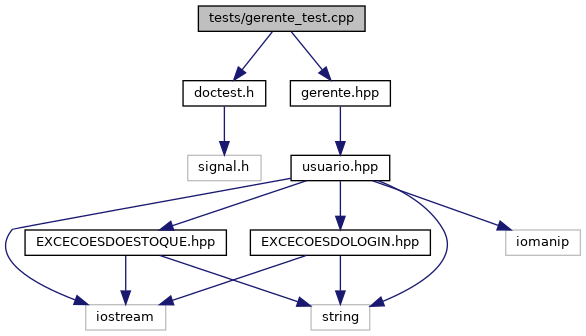 tests/gerente_test.cpp
doctest.h
gerente.hpp
signal.h
usuario.hpp
EXCECOESDOESTOQUE.hpp
EXCECOESDOLOGIN.hpp
iomanip
iostream
string